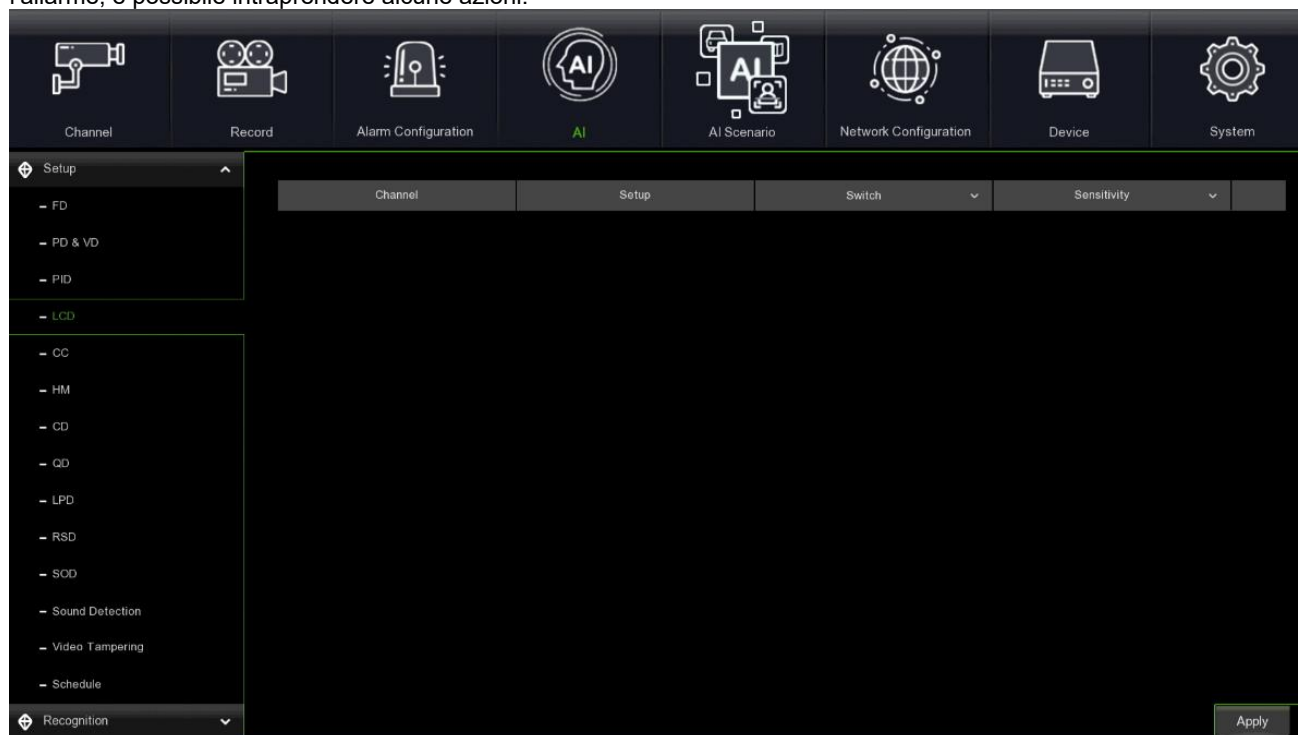 l'allarme, è possibile intraprendere alcune azioni.
AI
AI
Channel Record Alarm Configuration AI AI Scenario Network Configuration Device System
Setup
Channel Setup Switch Sensitivity
– FD
– PD & VD
– PID
– LCD
– CC
– HM
– CD
– QD
– LPD
– RSD
– SOD
– Sound Detection
– Video Tampering
– Schedule
Recognition
Apply